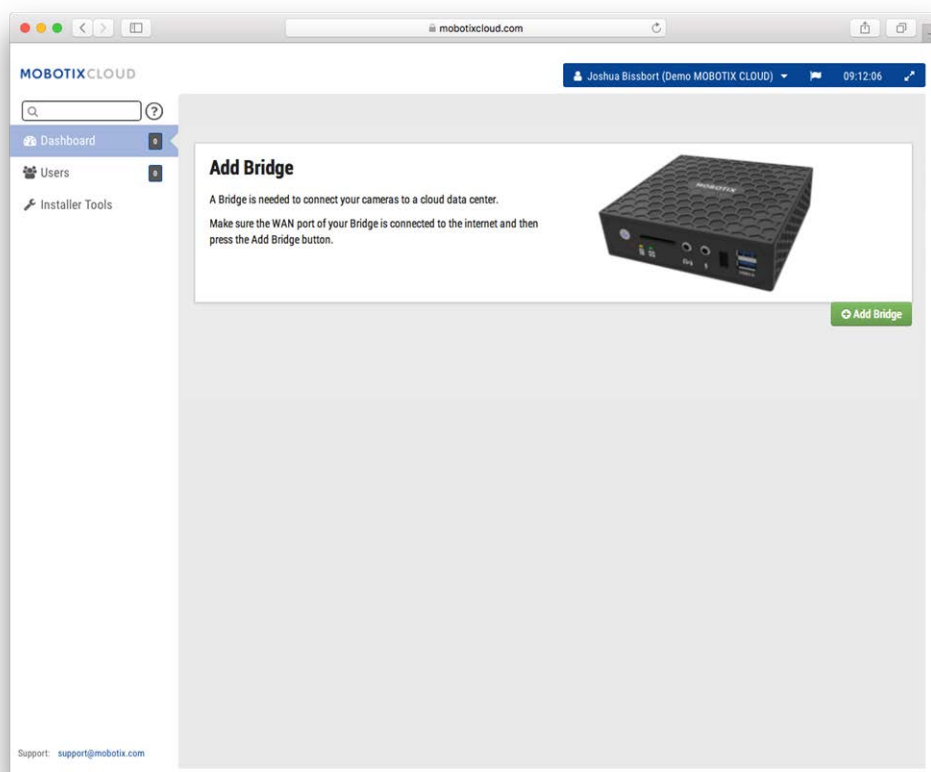 mobotixcloud.com
MOBOTIXCLOUD
Joshua Bissbort (Demo MOBOTIX CLOUD)
09:12:06
?
Dashboard
0
Users
0
Installer Tools
Add Bridge
A Bridge is needed to connect your cameras to a cloud data center.
Make sure the WAN port of your Bridge is connected to the internet and then
press the Add Bridge button.
MOBOTIX
Add Bridge
Support: support@mobotix.com